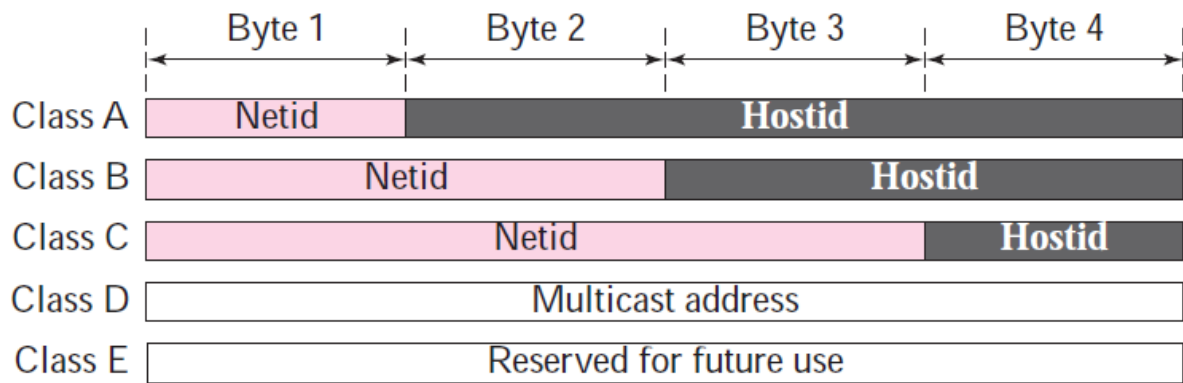 Byte 1 Byte 2 Byte 3 Byte 4
Class A Netid Hostid
Class B Netid Hostid
Class C Netid Hostid
Class D Multicast address
Class E Reserved for future use